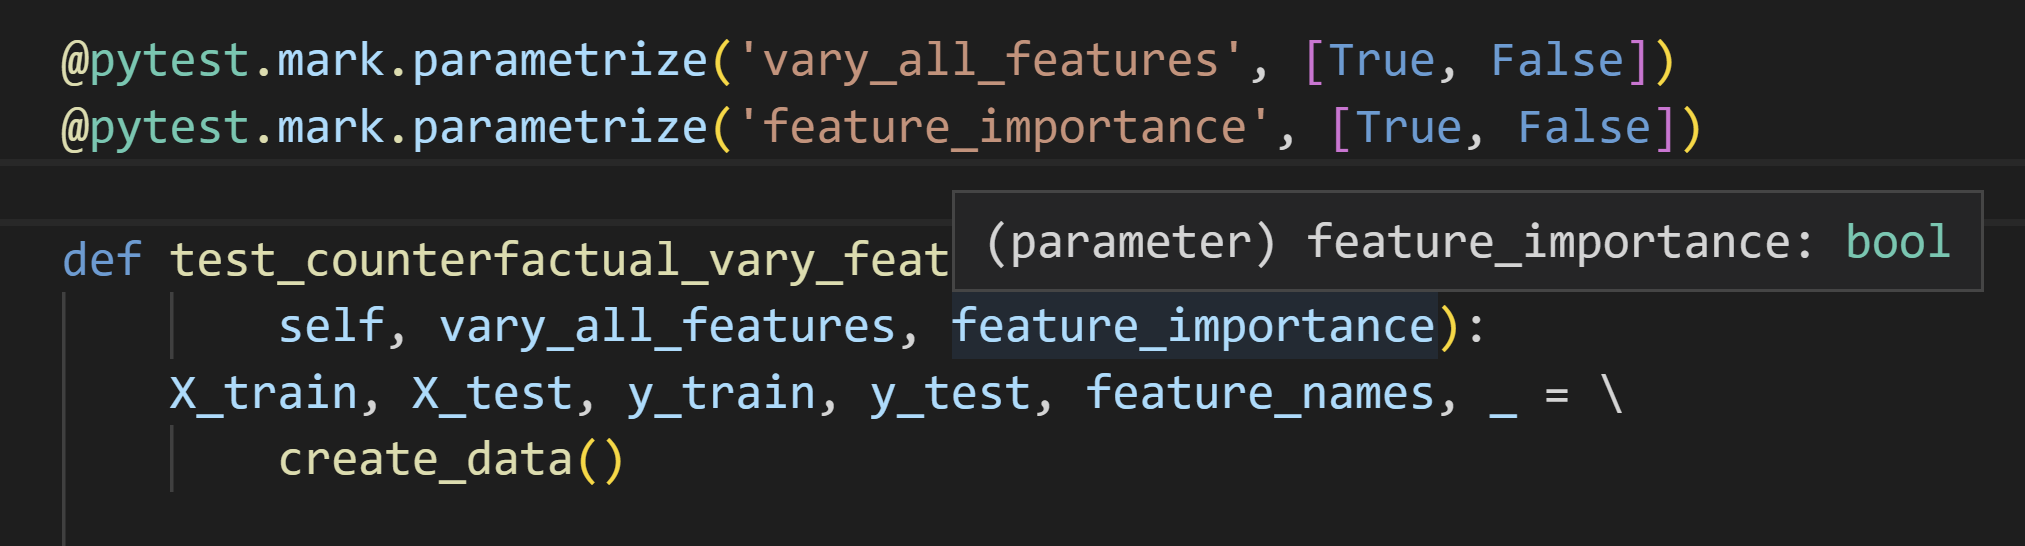 @pytest.mark.parametrize('vary_all_features', [True, False])
@pytest.mark.parametrize('feature_importance', [True, False])
(parameter) feature_importance: bool
def test_counterfactual_vary_feat
self, vary_all_features, feature_importance):
X_train, X_test, y_train, y_test, feature_names, _ = \
create_data()